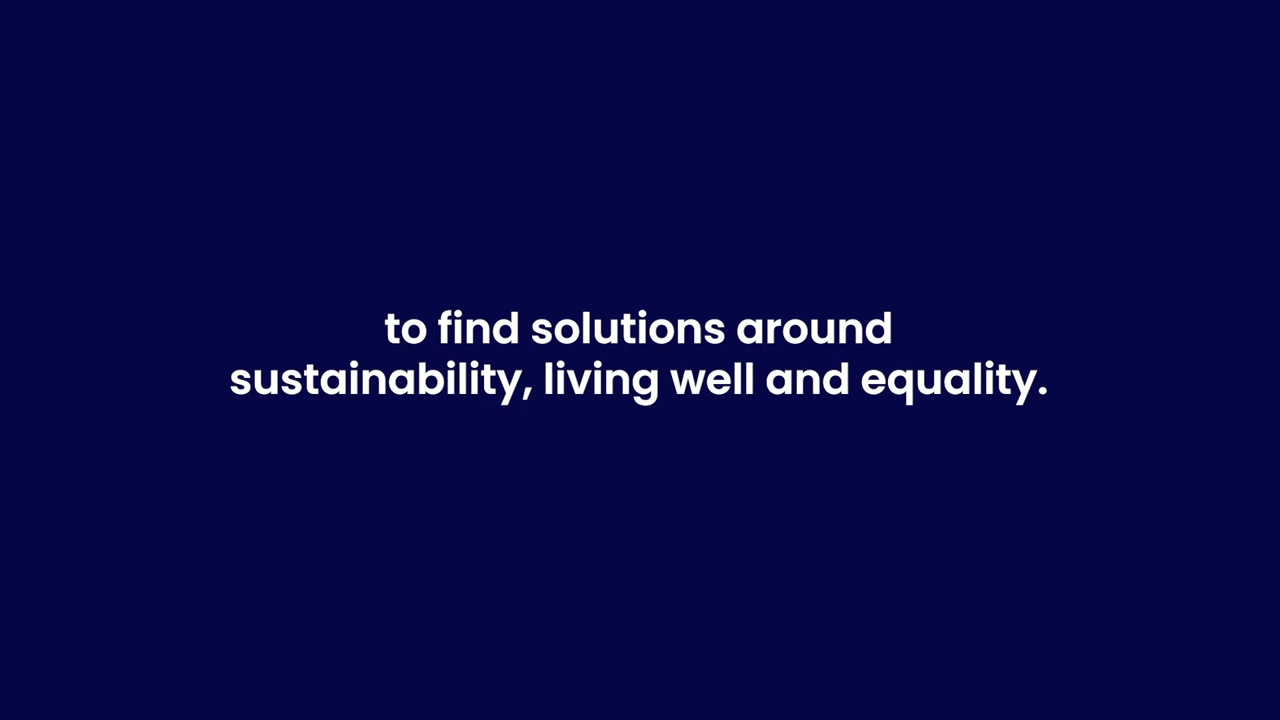 to find solutions around
sustainability, living well and equality.